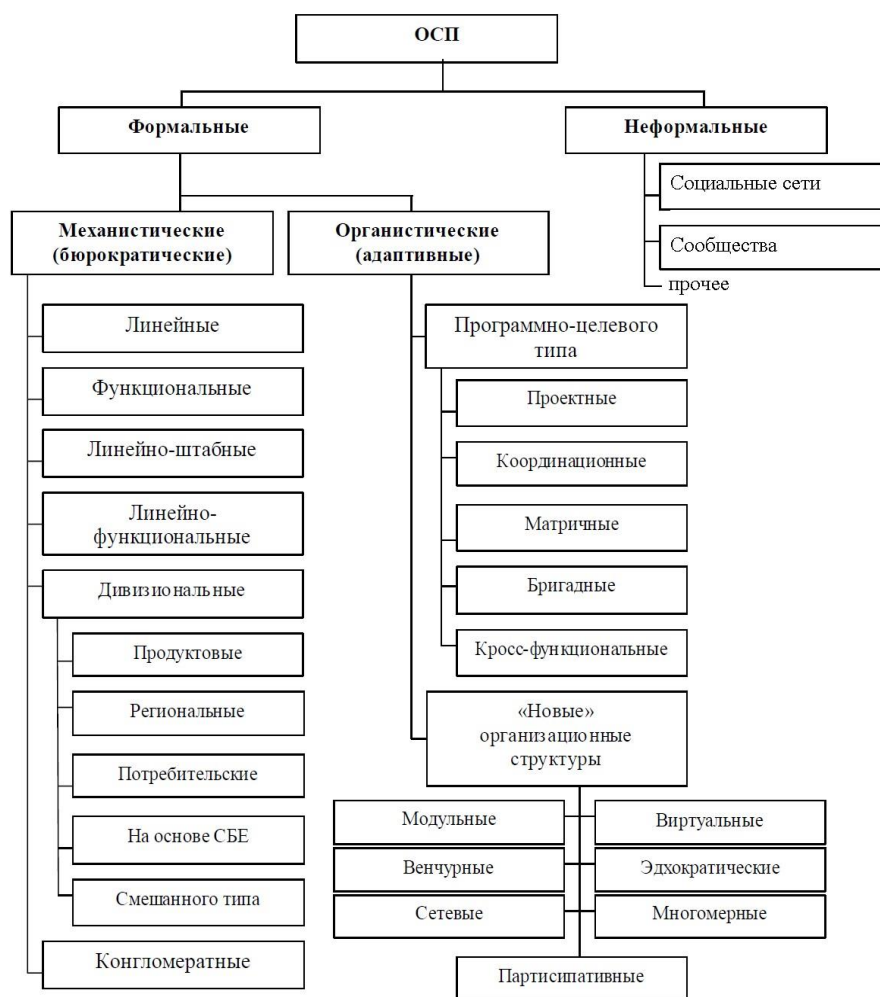 ОСП
Формальные
Неформальные
Социальные сети
Сообщества
прочее
Механистические
(бюрократические)
Линейные
Функциональные
Линейно-штабные
Линейно-
функциональные
Дивизиональные
Продуктовые
Региональные
Потребительские
На основе СБЕ
Смешанного типа
Конгломератные
Органистические
(адаптивные)
Программно-целевого
типа
Проектные
Координационные
Матричные
Бригадные
Кросс-функциональные
«Новые»
организационные
структуры
Модульные
Виртуальные
Венчурные
Эдхократические
Сетевые
Многомерные
Партисипативные